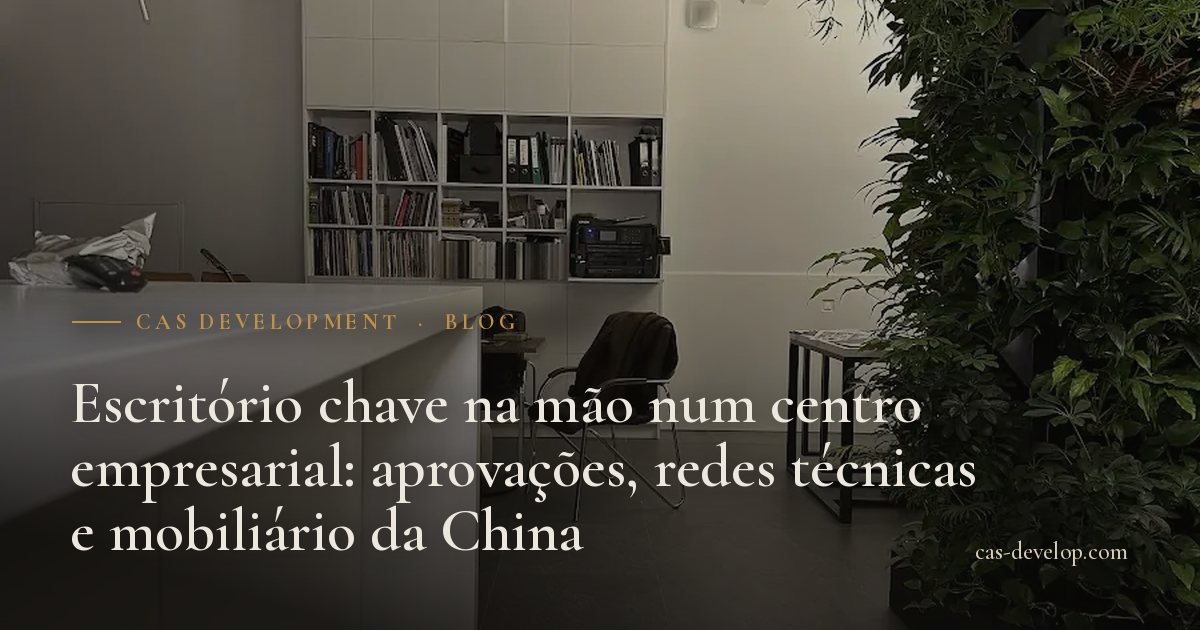 CAS DEVELOPMENT · BLOG
Escritório chave na mão num centro
empresarial: aprovações, redes técnicas
e mobiliário da China
cas-develop.com